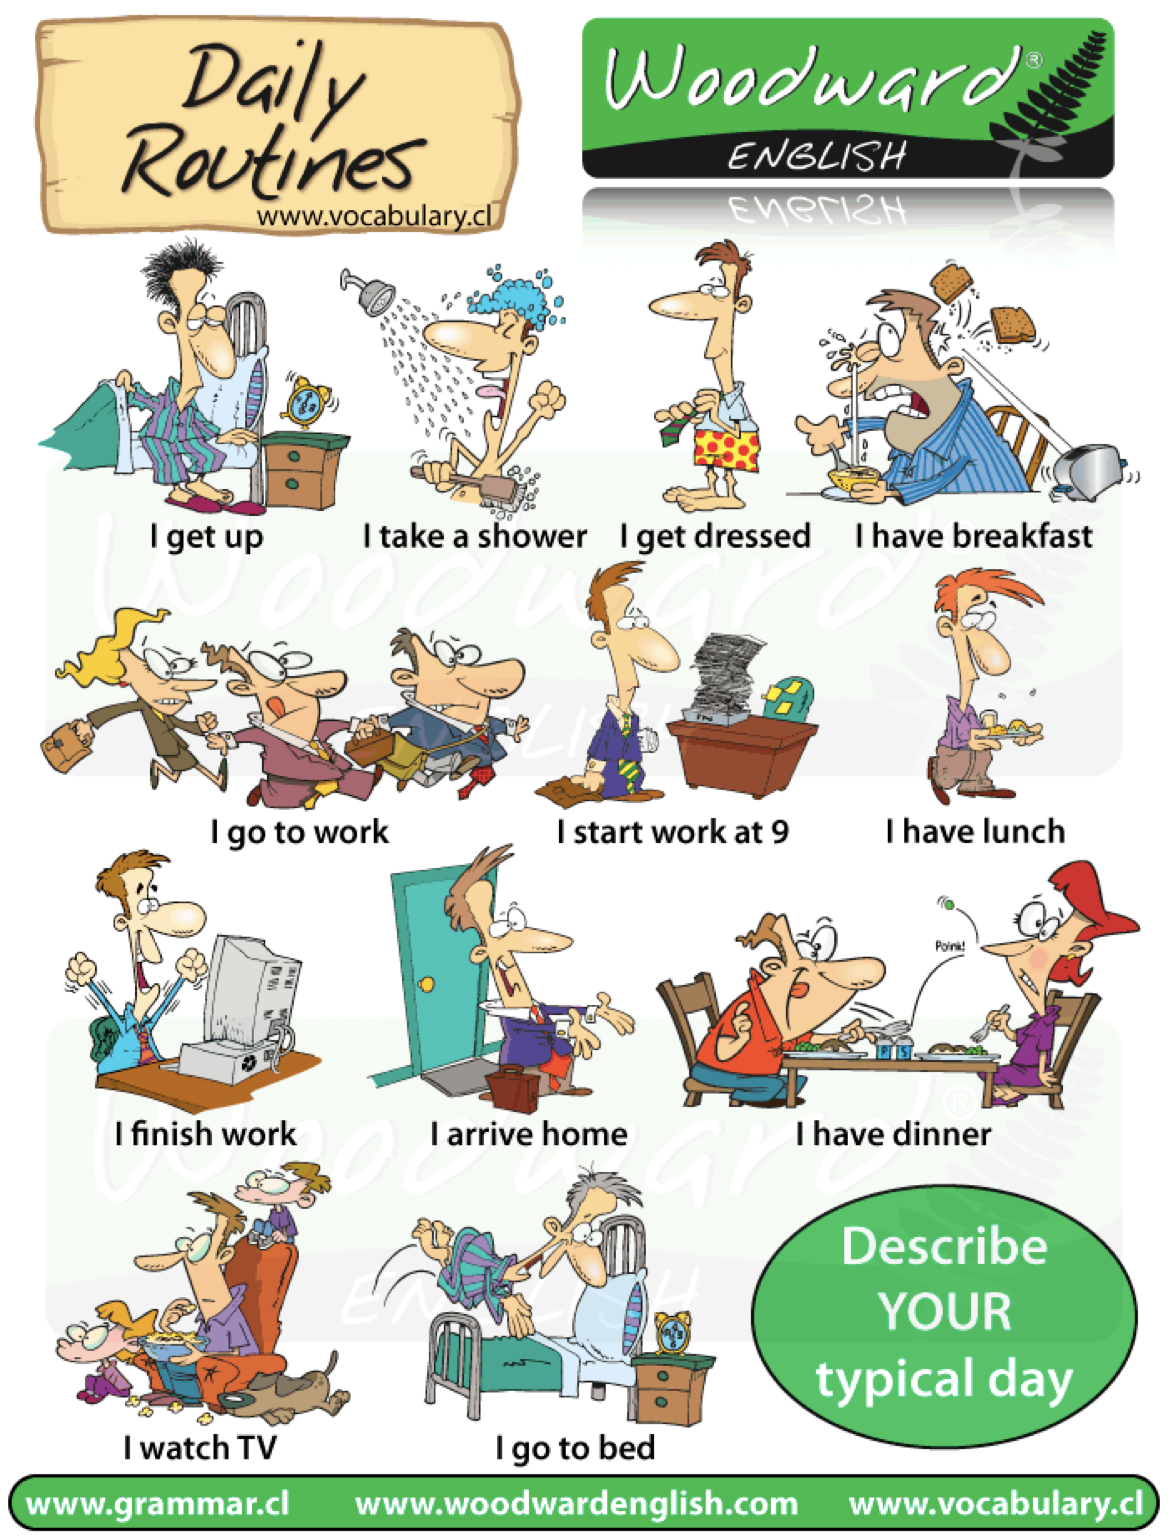 Daily
Routines
www.vocabulary.cl
Woodward®
ENGLISH
I get up
I take a shower
I get dressed
I have breakfast
I go to work
IN
I start work at 9
I have lunch
I finish work
I arrive home
Poink!
P S
I have dinner
I watch TV
I go to bed
Describe
YOUR
typical day
www.grammar.cl
www.woodwardenglish.com
www.vocabulary.cl